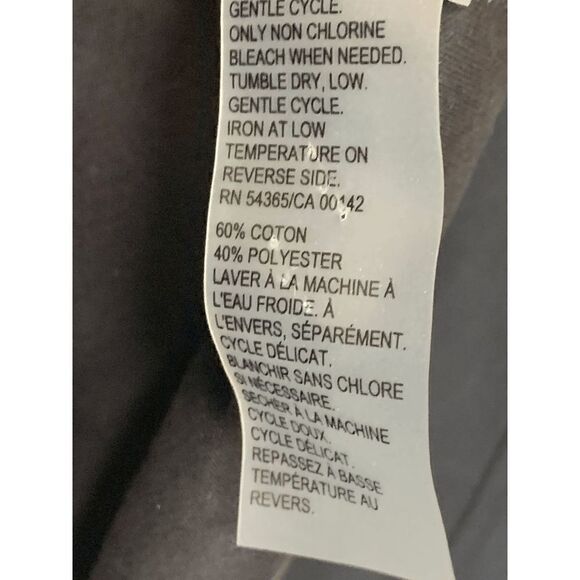 GENTLE CYCLE.
ONLY NON CHLORINE
BLEACH WHEN NEEDED.
TUMBLE DRY, LOW.
GENTLE CYCLE.
IRON AT LOW
TEMPERATURE ON
REVERSE SIDE.
RN 54365/CA 00142
60% COTON
40% POLYESTER
LAVER À LA MACHINE À
L'EAU FROIDE. À
L'ENVERS, SÉPARÉMENT.
CYCLE DÉLICAT.
BLANCHIR SANS CHLORE
SI NÉCESSAIRE.
SECHER À LA MACHINE
CYCLE DOUX.
CYCLE DÉLICAT.
REPASSEZ À BASSE
TEMPÉRATURE AU
REVERS.